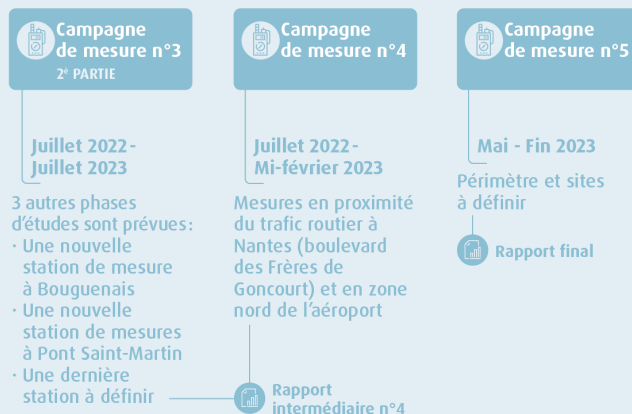 Campagne
de mesure n°3
2e PARTIE
Juillet 2022 -
Juillet 2023
3 autres phases
d'études sont prévues :
· Une nouvelle
station de mesure
à Bouguenais
· Une nouvelle
station de mesures
à Pont Saint-Martin
· Une dernière
station à définir
Campagne
de mesure n°4
Juillet 2022 -
Mi-février 2023
Mesures en proximité
du trafic routier à
Nantes (boulevard
des Frères de
Goncourt) et en zone
nord de l'aéroport
Rapport
intermédiaire n°4
Campagne
de mesure n°5
Mai - Fin 2023
Périmètre et sites
à définir
Rapport final